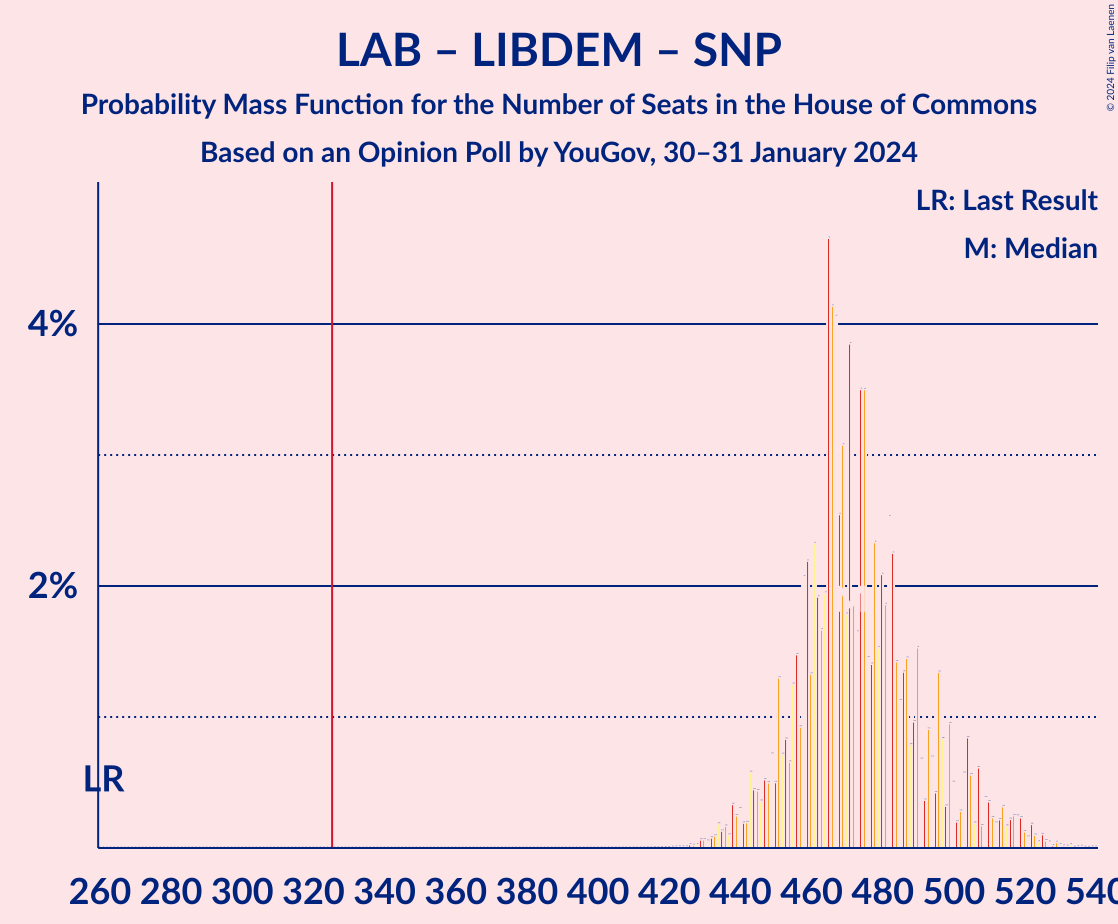 LAB – LIBDEM – SNP
Probability Mass Function for the Number of Seats in the House of Commons
Based on an Opinion Poll by YouGov, 30–31 January 2024
© 2024 Filip van Laenen
LR: Last Result
M: Median
4%
2%
LR
260 280 300 320 340 360 380 400 420 440 460 480 500 520 540